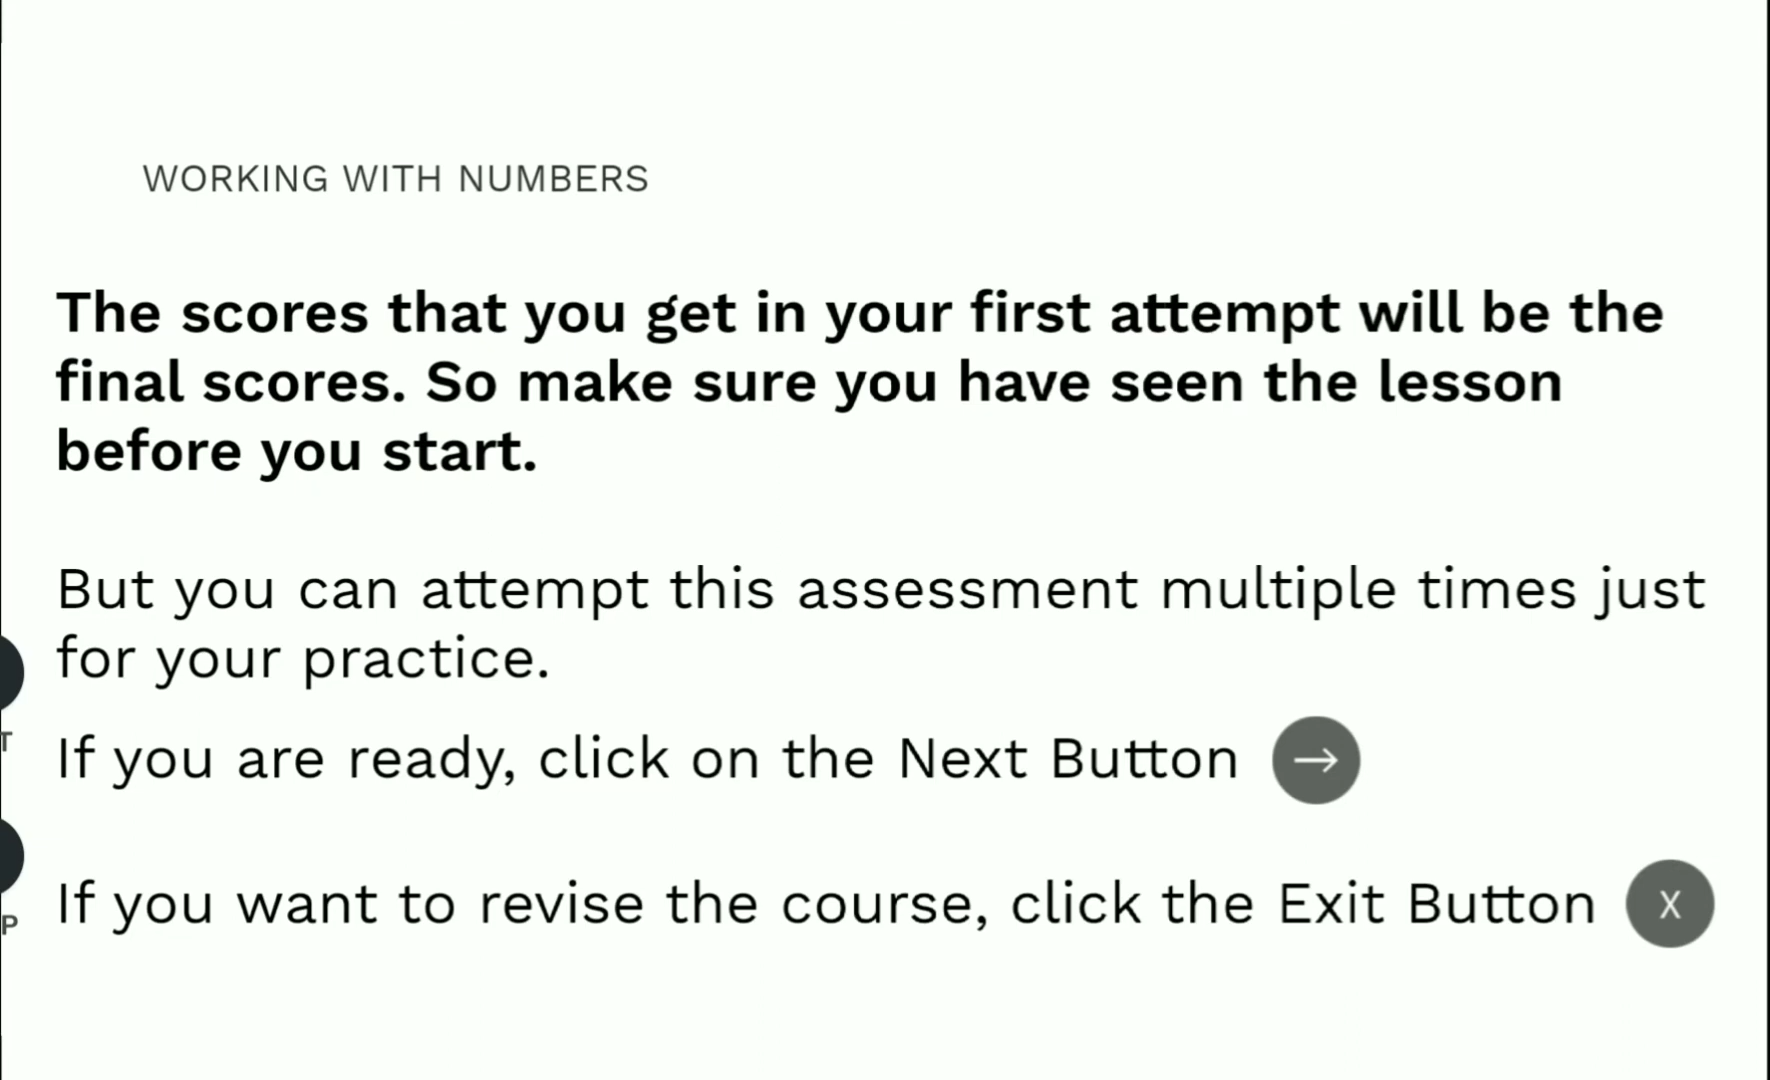 WORKING WITH NUMBERS
The scores that you get in your first attempt will be the
final scores. So make sure you have seen the lesson
before you start.
But you can attempt this assessment multiple times just
for your practice.
T
If you are ready, click on the Next Button →
If you want to revise the course, click the Exit Button X
P